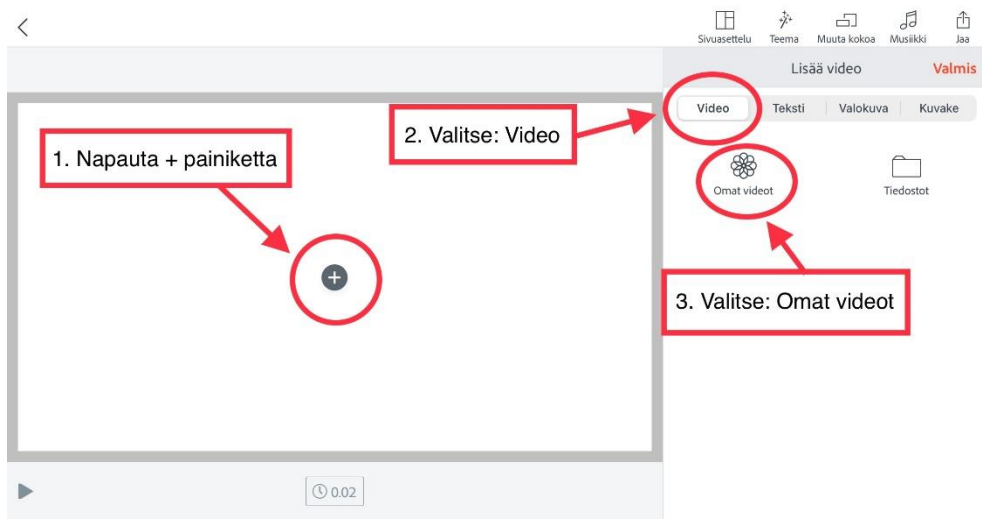 Sivuasettelu Teema Muuta kokoa Musiikki Jaa
Lisää video Valmis
Video Teksti Valokuva Kuvake
2. Valitse: Video
1. Napauta + painiketta
Omat videot Tiedostot
3. Valitse: Omat videot
0.02